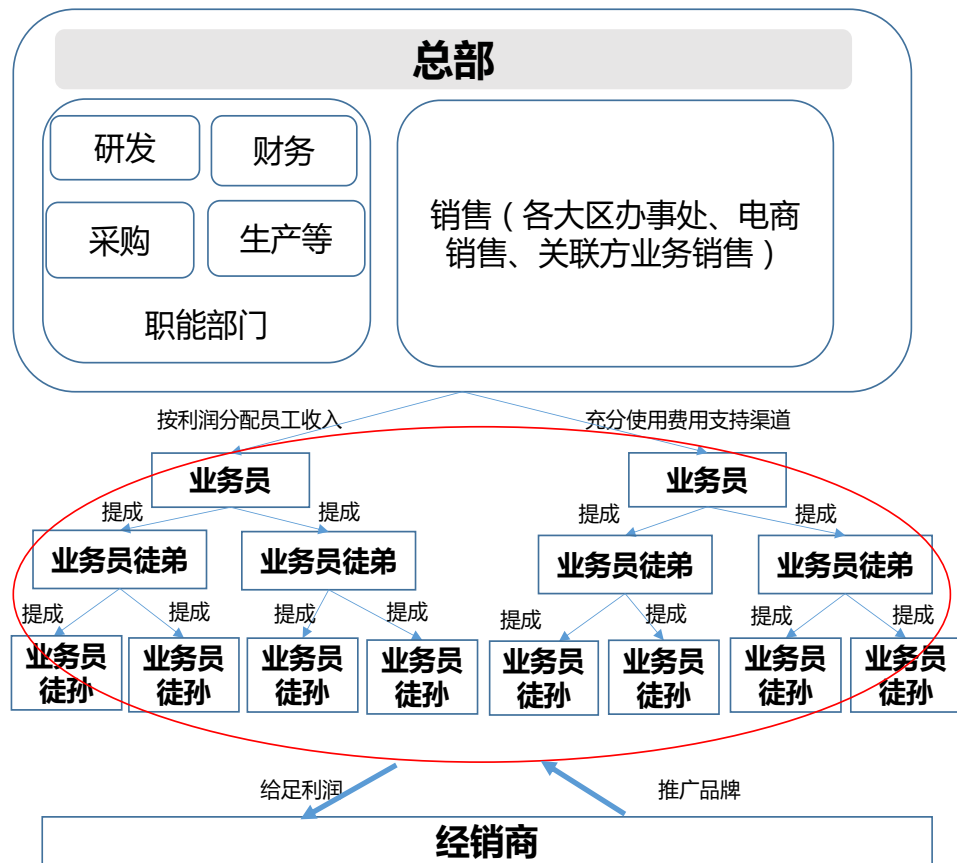 总部
研发
财务
采购
生产等
职能部门
销售（各大区办事处、电商
销售、关联方业务销售）
按利润分配员工收入
充分使用费用支持渠道
业务员
业务员
提成
提成
提成
提成
业务员徒弟
业务员徒弟
业务员徒弟
业务员徒弟
提成
提成
提成
提成
提成
提成
提成
提成
业务员
徒孙
业务员
徒孙
业务员
徒孙
业务员
徒孙
业务员
徒孙
业务员
徒孙
业务员
徒孙
业务员
徒孙
给足利润
推广品牌
经销商